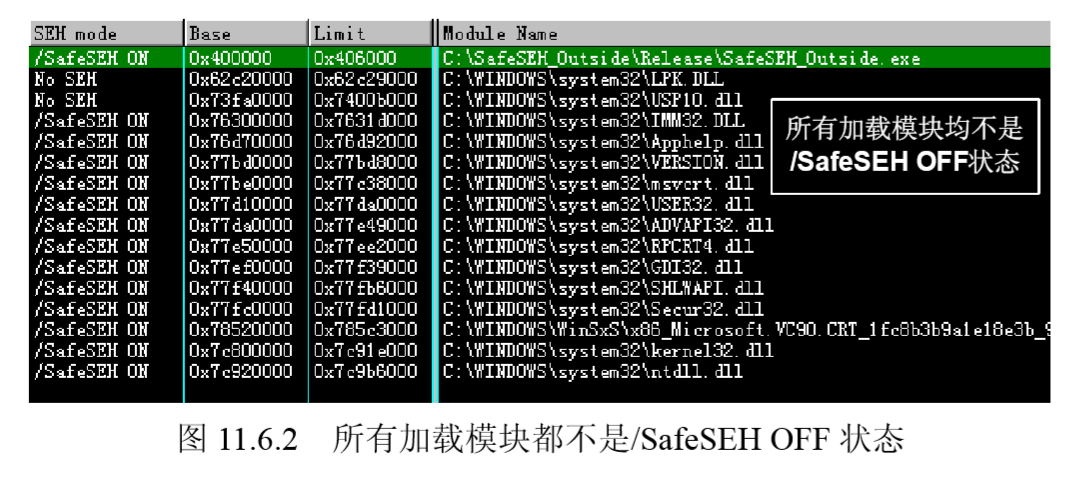 SEH mode Base Limit Module Name
/SafeSEH ON 0x400000 0x406000 C:\SafeSEH_Outside\Release\SafeSEH_Outside.exe
No SEH 0x62c20000 0x62c29000 C:\WINDOWS\system32\LPK.DLL
No SEH 0x73fa0000 0x7400b000 C:\WINDOWS\system32\USP10.dll
/SafeSEH ON 0x76300000 0x7631d000 C:\WINDOWS\system32\IMM32.DLL
/SafeSEH ON 0x76d70000 0x76d92000 C:\WINDOWS\system32\Apphelp.dll
/SafeSEH ON 0x77bd0000 0x77bd8000 C:\WINDOWS\system32\VERSION.dll
/SafeSEH ON 0x77be0000 0x77c38000 C:\WINDOWS\system32\msvcrt.dll
/SafeSEH ON 0x77d10000 0x77da0000 C:\WINDOWS\system32\USER32.dll
/SafeSEH ON 0x77da0000 0x77e49000 C:\WINDOWS\system32\ADVAPI32.dll
/SafeSEH ON 0x77e50000 0x77ee2000 C:\WINDOWS\system32\RPCRT4.dll
/SafeSEH ON 0x77ef0000 0x77f39000 C:\WINDOWS\system32\GDI32.dll
/SafeSEH ON 0x77f40000 0x77fb6000 C:\WINDOWS\system32\SHLWAPI.dll
/SafeSEH ON 0x77fc0000 0x77fd1000 C:\WINDOWS\system32\Secur32.dll
/SafeSEH ON 0x78520000 0x785c3000 C:\WINDOWS\WinSxS\x86_Microsoft.VC90.CRT_1fc8b3b9a1e18e3b_9
/SafeSEH ON 0x7c800000 0x7c91e000 C:\WINDOWS\system32\kernel32.dll
/SafeSEH ON 0x7c920000 0x7c9b6000 C:\WINDOWS\system32\ntdll.dll
所有加载模块均不是
/SafeSEH OFF状态
图 11.6.2 所有加载模块都不是/SafeSEH OFF 状态